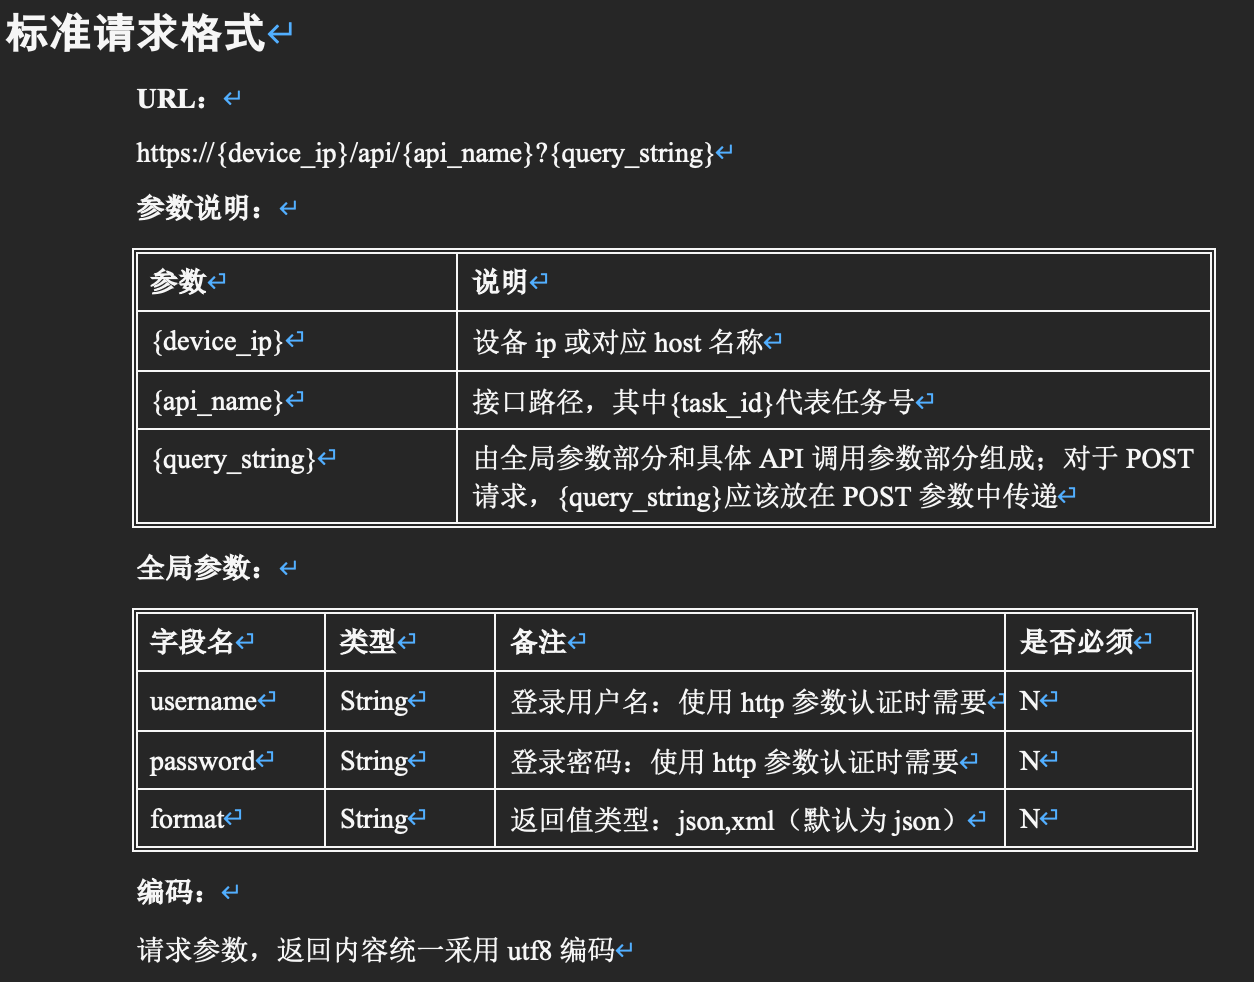 标准请求格式
URL：
https://{device_ip}/api/{api_name}?{query_string}
参数说明：
参数 说明
{device_ip} 设备 ip 或对应 host 名称
{api_name} 接口路径，其中{task_id}代表任务号
{query_string} 由全局参数部分和具体 API 调用参数部分组成；对于 POST
请求，{query_string}应该放在 POST 参数中传递
全局参数：
字段名 类型 备注 是否必须
username String 登录用户名：使用 http 参数认证时需要 N
password String 登录密码：使用 http 参数认证时需要 N
format String 返回值类型：json,xml（默认为 json） N
编码：
请求参数，返回内容统一采用 utf8 编码